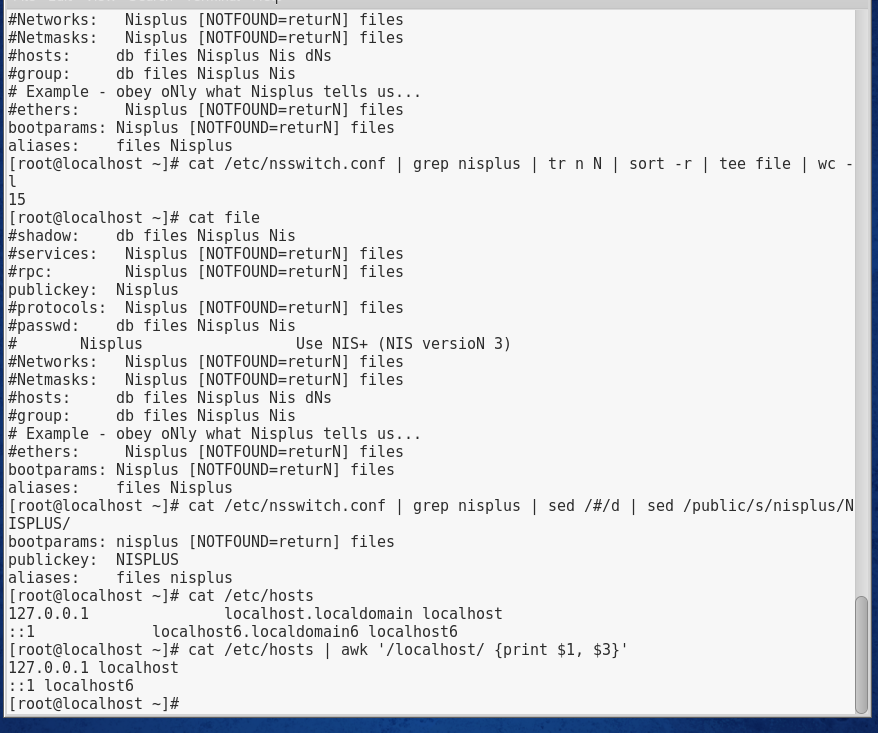 #Networks:   Nisplus [NOTFOUND=returN] files
#Netmasks:   Nisplus [NOTFOUND=returN] files
#hosts:     db files Nisplus Nis dNs
#group:     db files Nisplus Nis
# Example - obey oNly what Nisplus tells us...
#ethers:     Nisplus [NOTFOUND=returN] files
bootparams: Nisplus [NOTFOUND=returN] files
aliases:    files Nisplus
[root@localhost ~]# cat /etc/nsswitch.conf | grep nisplus | tr n N | sort -r | tee file | wc -
l
15
[root@localhost ~]# cat file
#shadow:    db files Nisplus Nis
#services:   Nisplus [NOTFOUND=returN] files
#rpc:        Nisplus [NOTFOUND=returN] files
publickey:  Nisplus
#protocols:  Nisplus [NOTFOUND=returN] files
#passwd:    db files Nisplus Nis
#       Nisplus                 Use NIS+ (NIS versioN 3)
#Networks:   Nisplus [NOTFOUND=returN] files
#Netmasks:   Nisplus [NOTFOUND=returN] files
#hosts:     db files Nisplus Nis dNs
#group:     db files Nisplus Nis
# Example - obey oNly what Nisplus tells us...
#ethers:     Nisplus [NOTFOUND=returN] files
bootparams: Nisplus [NOTFOUND=returN] files
aliases:    files Nisplus
[root@localhost ~]# cat /etc/nsswitch.conf | grep nisplus | sed /#/d | sed /public/s/nisplus/N
ISPLUS/
bootparams: nisplus [NOTFOUND=return] files
publickey:  NISPLUS
aliases:    files nisplus
[root@localhost ~]# cat /etc/hosts
127.0.0.1               localhost.localdomain localhost
::1             localhost6.localdomain6 localhost6
[root@localhost ~]# cat /etc/hosts | awk '/localhost/ {print $1, $3}'
127.0.0.1 localhost
::1 localhost6
[root@localhost ~]#